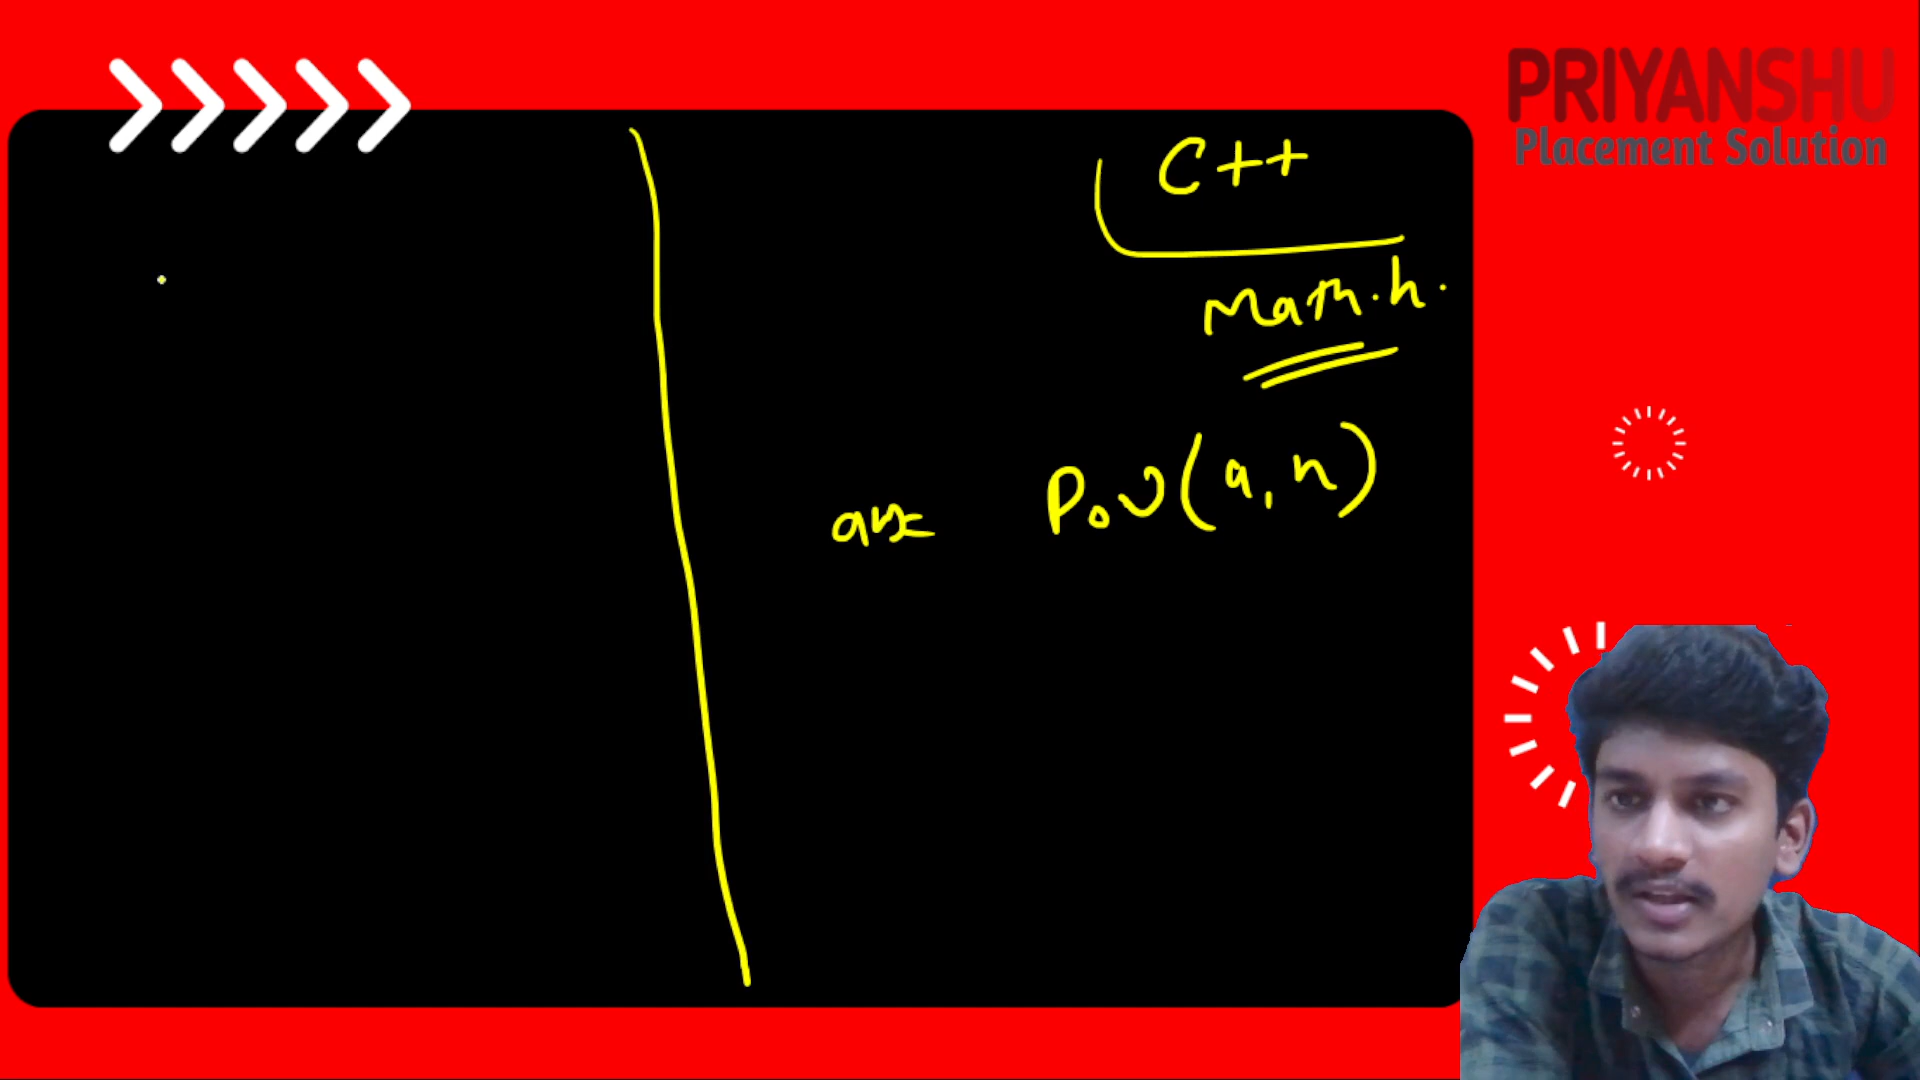 PRIYANSHU
Placement Solution
C++
Math.h.
ans= Pow(a,n)